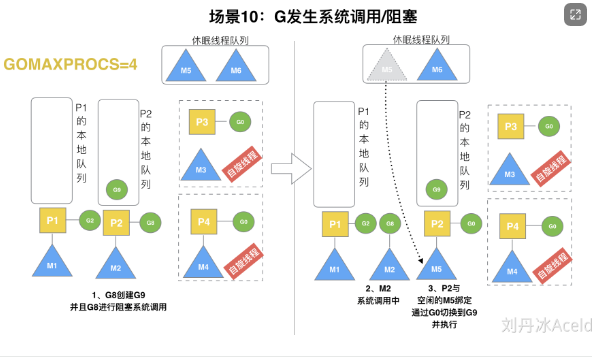 场景10：G发生系统调用/阻塞
GOMAXPROCS=4
休眠线程队列
M5
M6
P1的本地队列
P2的本地队列
G9
P1
G2
P2
G8
M1
M2
P3
G0
M3
自旋线程
P4
G0
M4
自旋线程
1、G8创建G9
并且G8进行阻塞系统调用
休眠线程队列
M5
M6
P1的本地队列
P2的本地队列
G9
P1
G2
G8
P2
G0
M1
M2
M5
P3
G0
M3
自旋线程
P4
G0
M4
自旋线程
2、M2
系统调用中
3、P2与
空闲的M5绑定
通过G0切换到G9
并执行
刘丹冰Aceld